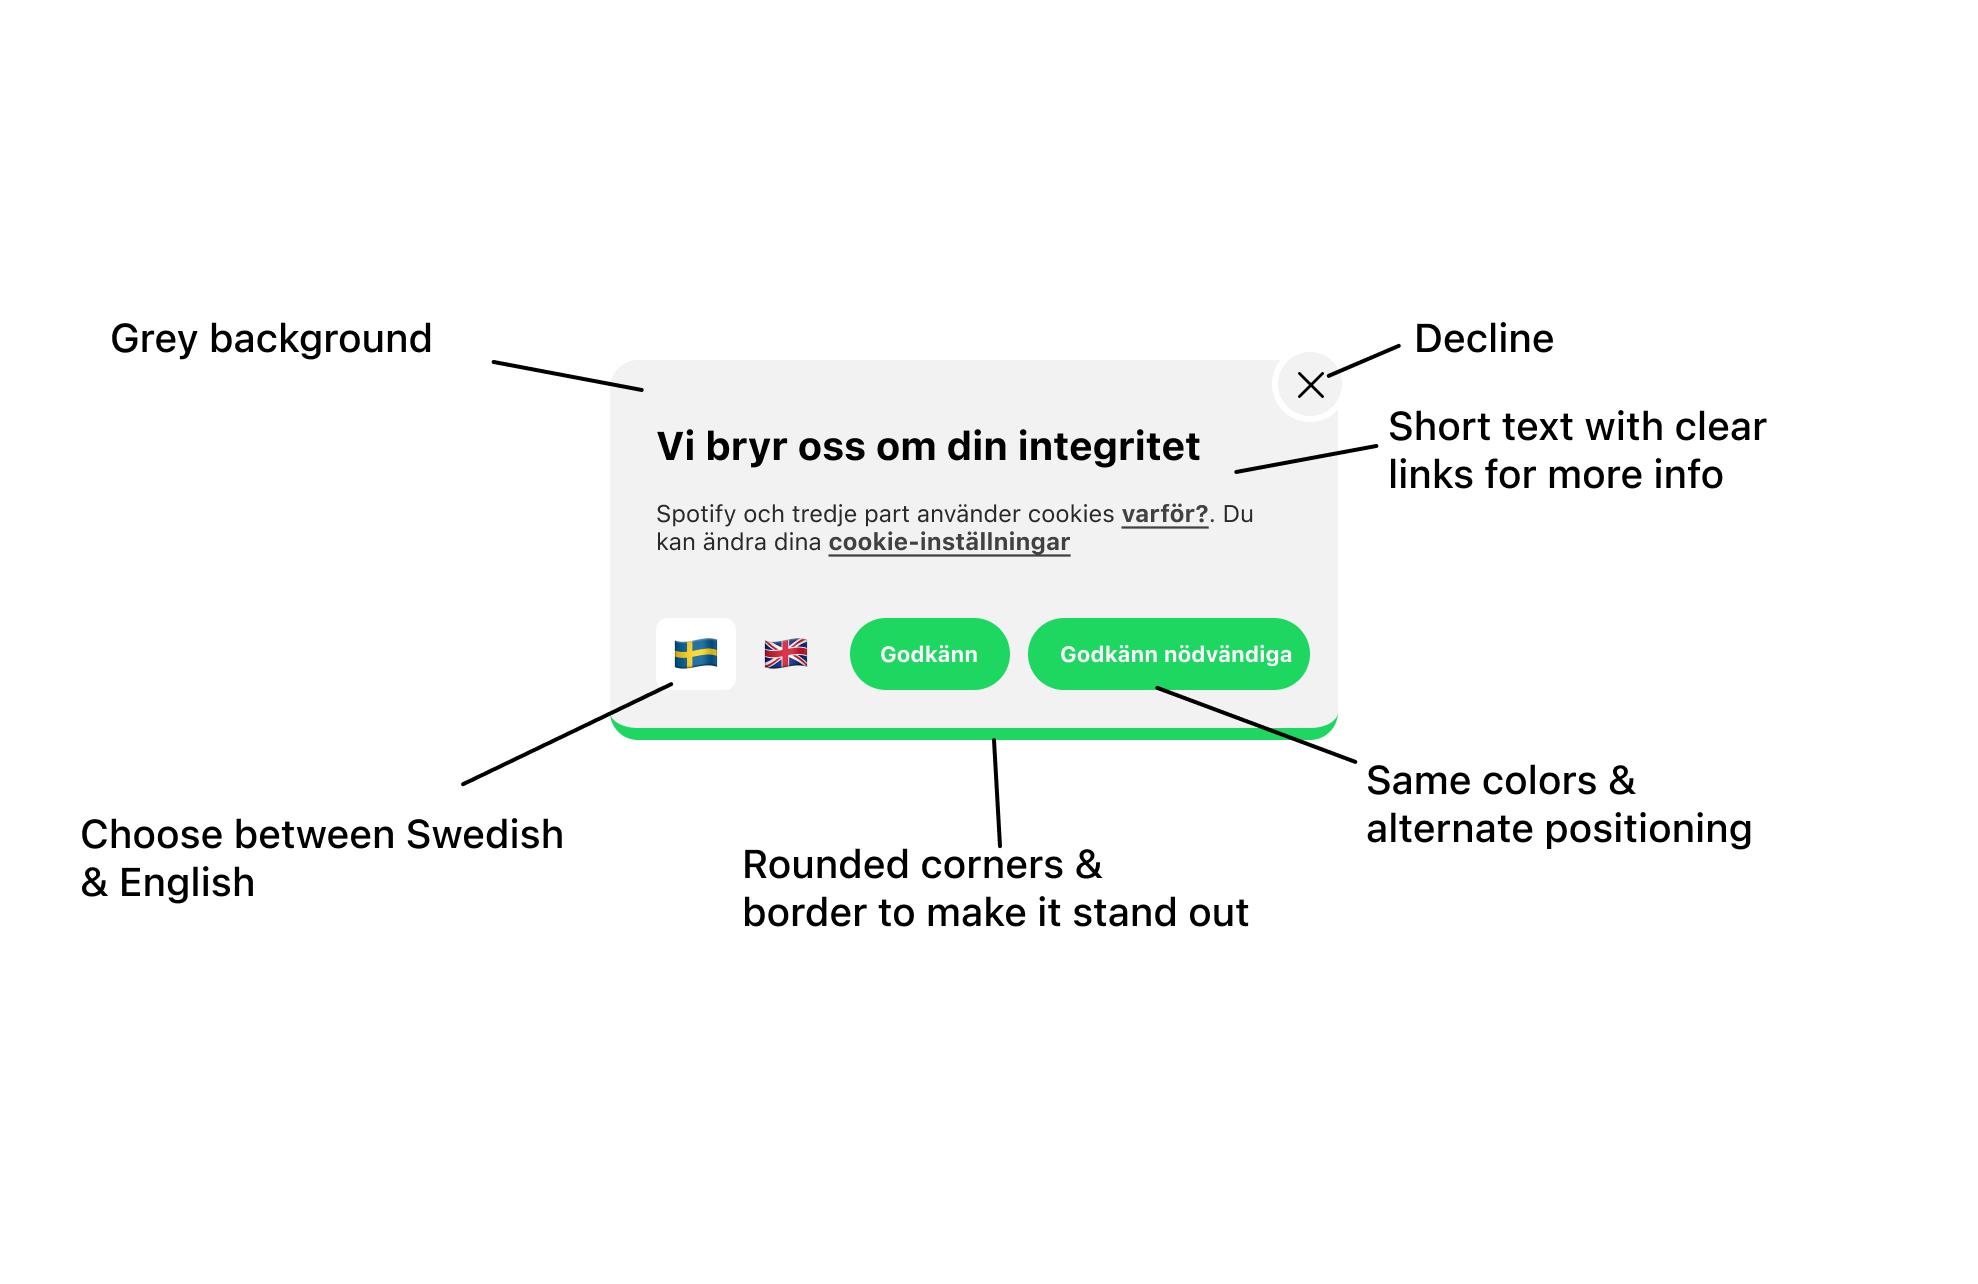 Grey background
Decline
Short text with clear
links for more info
Vi bryr oss om din integritet
Spotify och tredje part använder cookies varför?. Du
kan ändra dina cookie-inställningar
Godkänn
Godkänn nödvändiga
Choose between Swedish
& English
Rounded corners &
border to make it stand out
Same colors &
alternate positioning